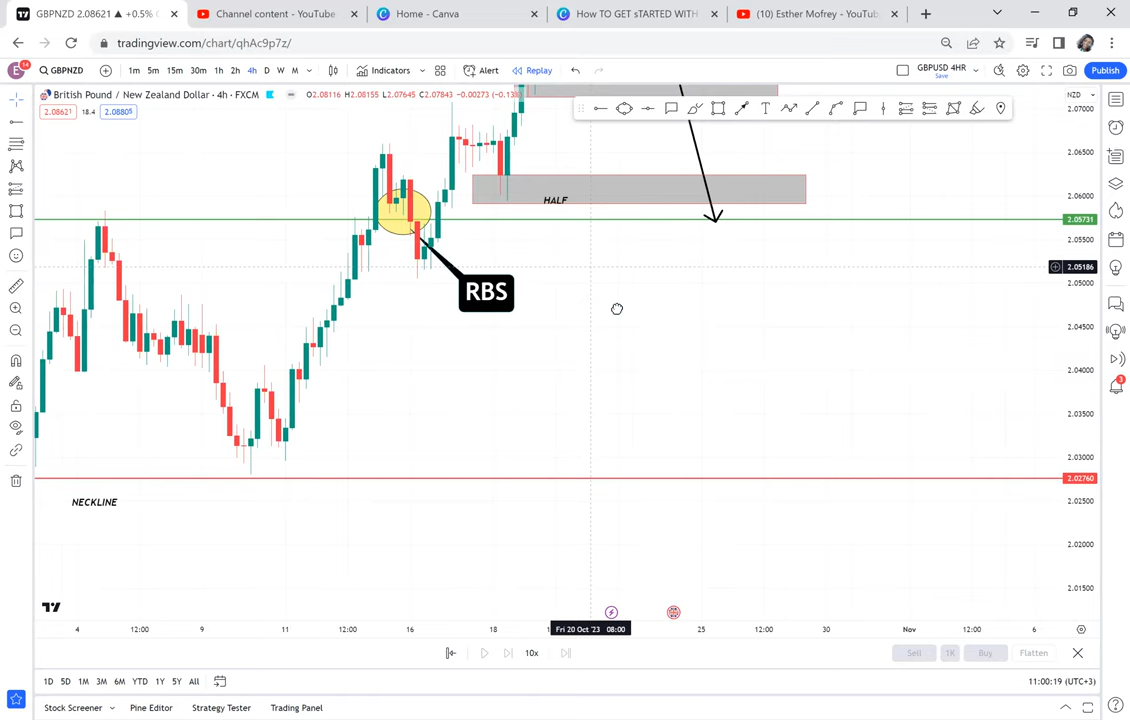 GBPNZD 2.08621 ▲ +0.5% G
Channel content - YouTube
Home - Canva
How TO GET sTARTED WITH
(10) Esther Mofrey - YouTub
tradingview.com/chart/qhAc9p7z/
E 14 GBPNZD 1m 5m 15m 30m 1h 2h 4h D W M Indicators Alert Replay GBPUSD 4HR Save Publish
British Pound / New Zealand Dollar · 4h · FXCM O2.08116 H2.08155 L2.07645 C2.07843 -0.00273 (-0.13%
NZD
2.08621 18.4 2.08805
2.07000
2.06500
2.06000
HALF
2.05731
2.05500
2.05186
2.05000
RBS
2.04500
2.04000
2.03500
2.03000
2.02760
NECKLINE
2.02500
2.02000
2.01500
3
4 12:00 9 11 12:00 16 18 Fri 20 Oct '23 08:00 25 12:00 30 Nov 12:00 6
10x Sell 1K Buy Flatten
1D 5D 1M 3M 6M YTD 1Y 5Y All 11:00:19 (UTC+3)
Stock Screener Pine Editor Strategy Tester Trading Panel